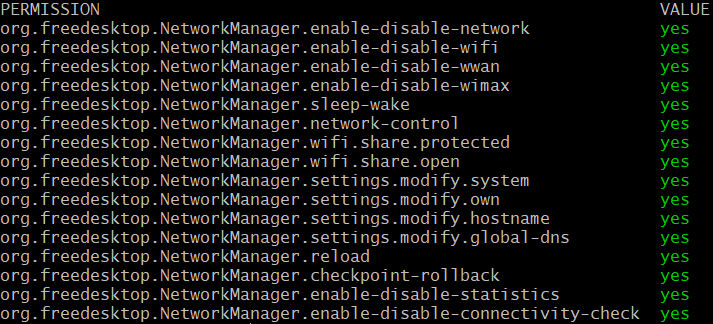 PERMISSION VALUE
org.freedesktop.NetworkManager.enable-disable-network yes
org.freedesktop.NetworkManager.enable-disable-wifi yes
org.freedesktop.NetworkManager.enable-disable-wwan yes
org.freedesktop.NetworkManager.enable-disable-wimax yes
org.freedesktop.NetworkManager.sleep-wake yes
org.freedesktop.NetworkManager.network-control yes
org.freedesktop.NetworkManager.wifi.share.protected yes
org.freedesktop.NetworkManager.wifi.share.open yes
org.freedesktop.NetworkManager.settings.modify.system yes
org.freedesktop.NetworkManager.settings.modify.own yes
org.freedesktop.NetworkManager.settings.modify.hostname yes
org.freedesktop.NetworkManager.settings.modify.global-dns yes
org.freedesktop.NetworkManager.reload yes
org.freedesktop.NetworkManager.checkpoint-rollback yes
org.freedesktop.NetworkManager.enable-disable-statistics yes
org.freedesktop.NetworkManager.enable-disable-connectivity-check yes